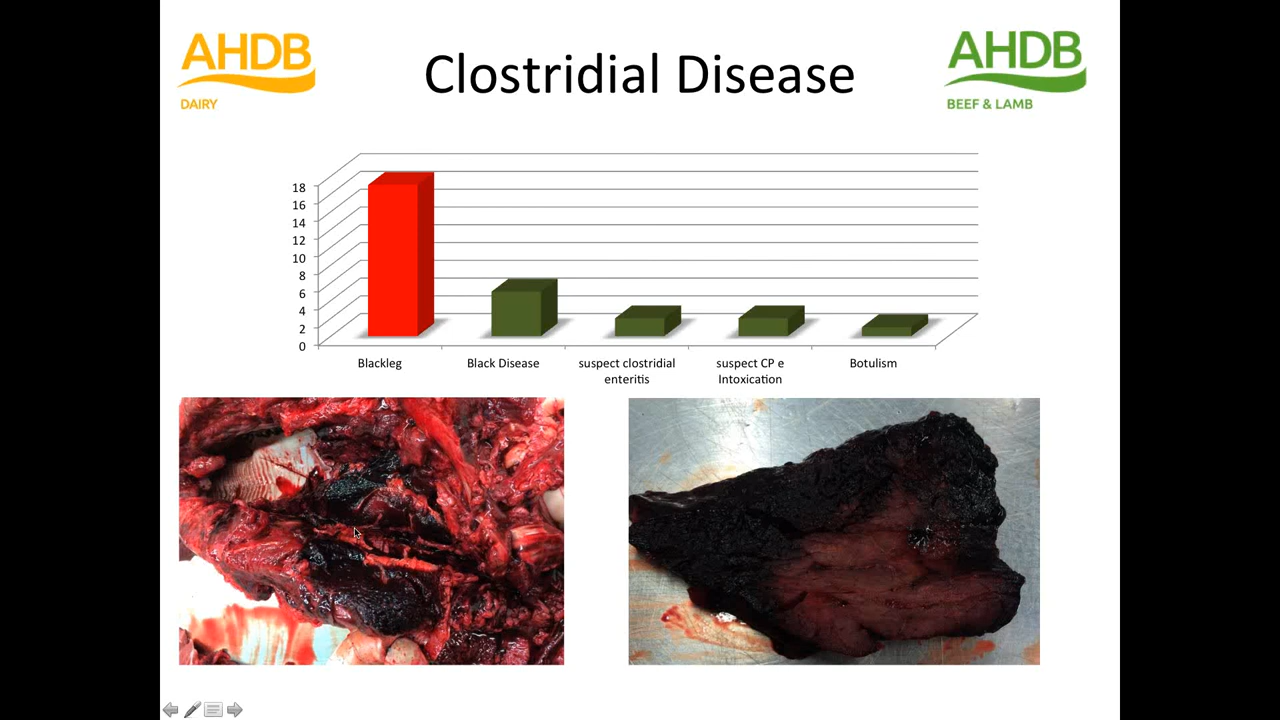 AHDB
DAIRY
Clostridial Disease
AHDB
BEEF & LAMB
18
16
14
12
10
8
6
4
2
0
Blackleg
Black Disease
suspect clostridial
enteritis
suspect CP e
Intoxication
Botulism